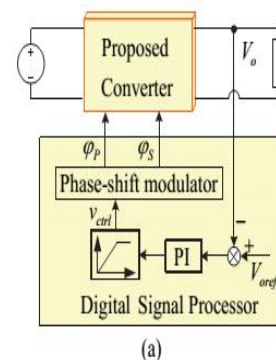 Proposed
Converter
V_o
φ_P
φ_S
Phase-shift modulator
v_ctrl
PI
V_oref
Digital Signal Processor
(a)